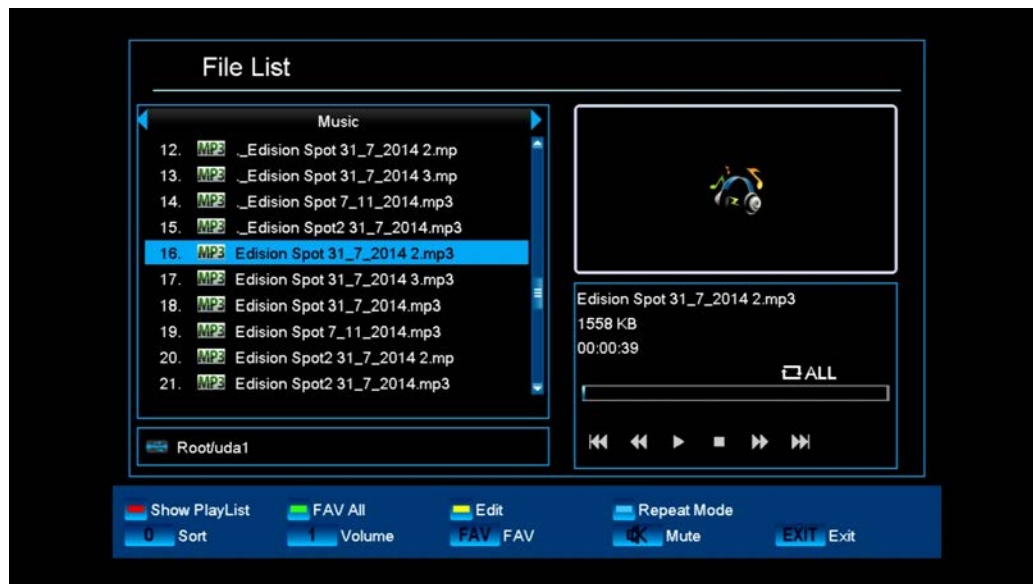 File List
Music
12. MP3 ._Edision Spot 31_7_2014 2.mp
13. MP3 ._Edision Spot 31_7_2014 3.mp
14. MP3 ._Edision Spot 7_11_2014.mp3
15. MP3 ._Edision Spot2 31_7_2014.mp3
16. MP3 Edision Spot 31_7_2014 2.mp3
17. MP3 Edision Spot 31_7_2014 3.mp3
18. MP3 Edision Spot 31_7_2014.mp3
19. MP3 Edision Spot 7_11_2014.mp3
20. MP3 Edision Spot2 31_7_2014 2.mp
21. MP3 Edision Spot2 31_7_2014.mp3
Root/uda1
Edision Spot 31_7_2014 2.mp3
1558 KB
00:00:39
ALL
Show PlayList FAV All Edit Repeat Mode
0 Sort 1 Volume FAV FAV Mute EXIT Exit